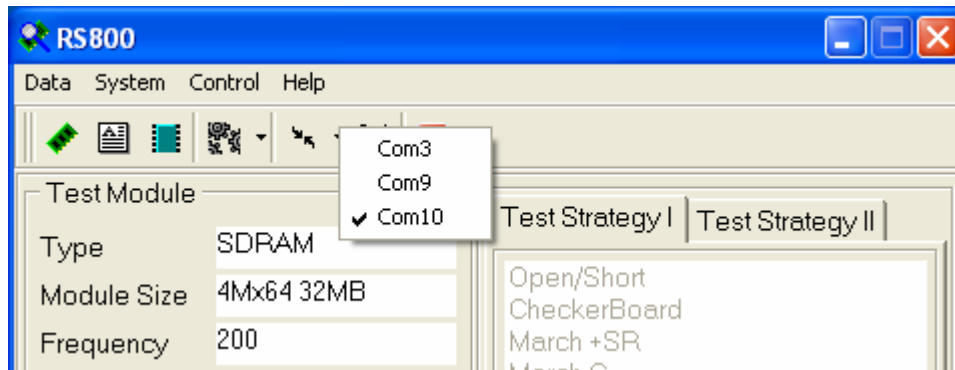 RS800
Data System Control Help
Com3
Com9
Com10
Test Module
Type SDRAM
Module Size 4Mx64 32MB
Frequency 200
Test Strategy I Test Strategy II
Open/Short
CheckerBoard
March +SR